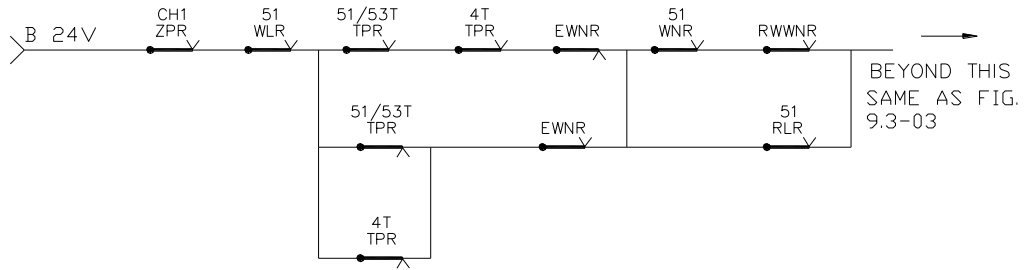 B 24V
CH1
ZPR
51
WLR
51/53T
TPR
4T
TPR
EWNR
51
WNR
RWWNR
BEYOND THIS
SAME AS FIG.
9.3-03
51/53T
TPR
EWNR
51
RLR
4T
TPR